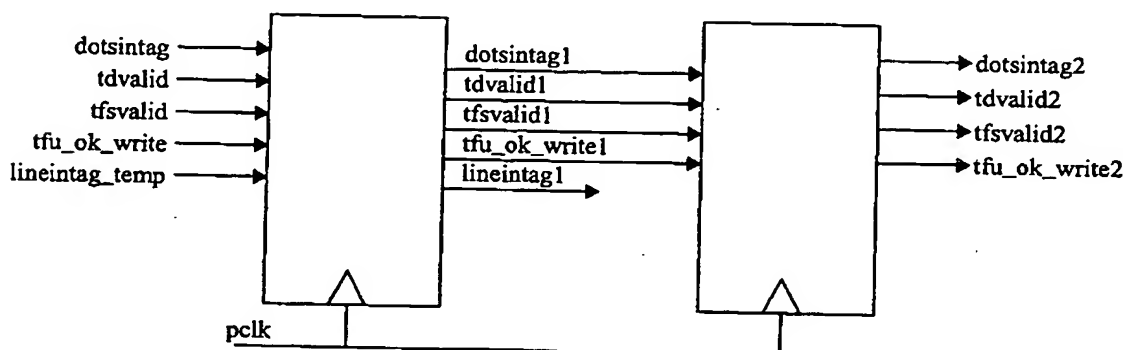 dotsintag
tdvalid
tfsvalid
tfu_ok_write
lineintag_temp
dotsintag1
tdvalid1
tfsvalid1
tfu_ok_write1
lineintag1
dotsintag2
tdvalid2
tfsvalid2
tfu_ok_write2
pclk